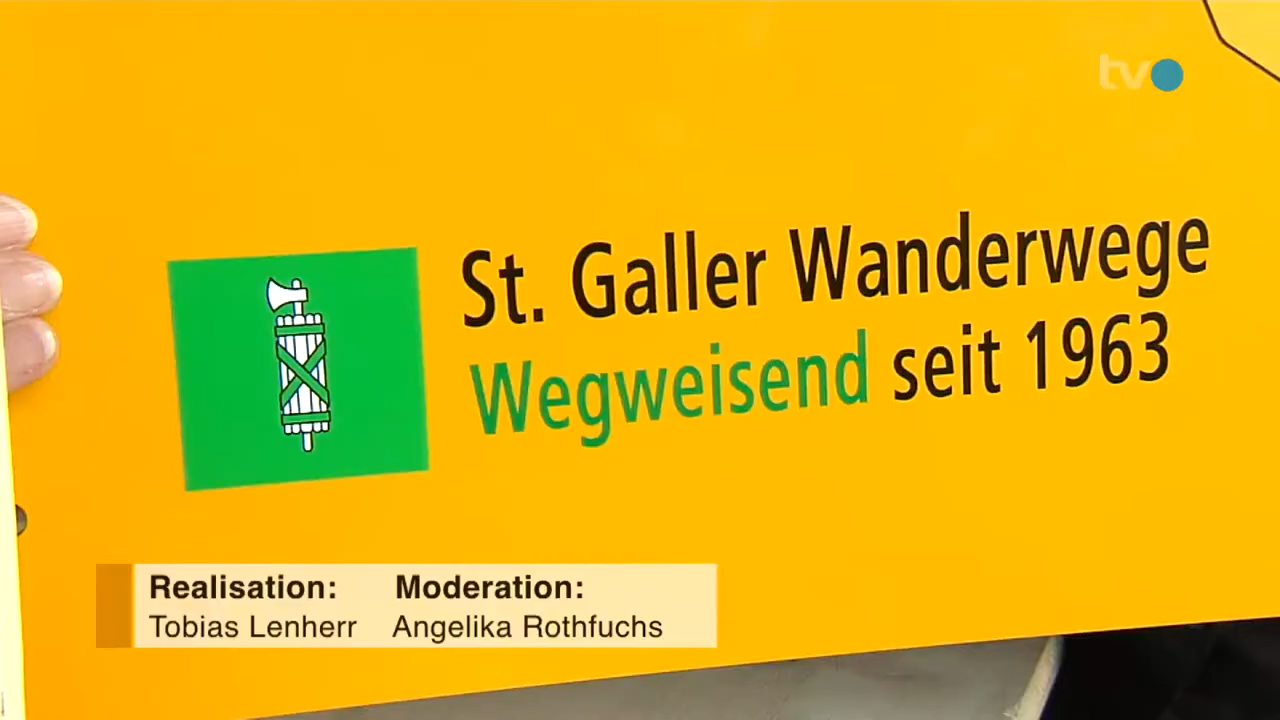 tvo
St. Galler Wanderwege
Wegweisend seit 1963
Realisation: Moderation:
Tobias Lenherr Angelika Rothfuchs